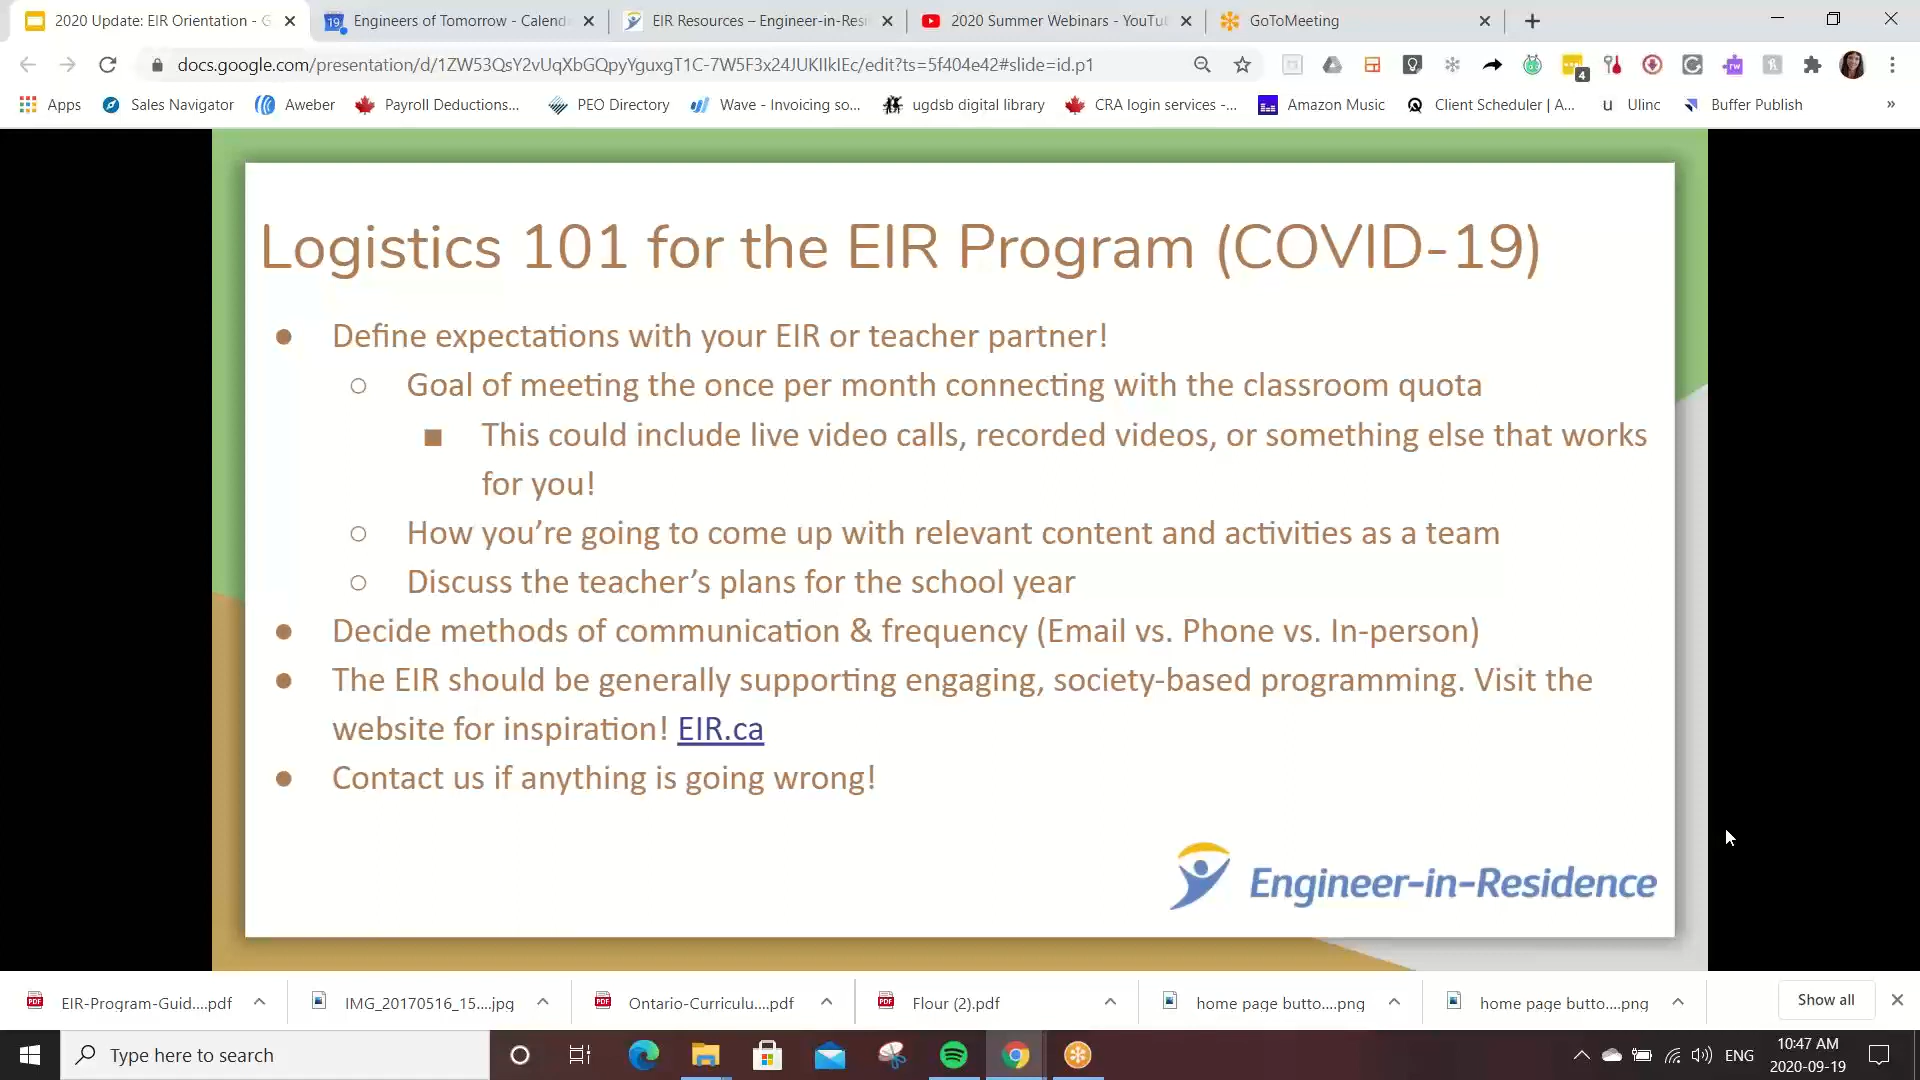 2020 Update: EIR Orientation - G
Engineers of Tomorrow - Calend
EIR Resources – Engineer-in-Resi
2020 Summer Webinars - YouTu
GoToMeeting
docs.google.com/presentation/d/1ZW53QsY2vUqXbGQpyYguxgT1C-7W5F3x24JUKIIklEc/edit?ts=5f404e42#slide=id.p1
4
Apps
Sales Navigator
Aweber
Payroll Deductions...
PEO Directory
Wave - Invoicing so...
ugdsb digital library
CRA login services -...
Amazon Music
Client Scheduler | A...
Ulinc
Buffer Publish
»
Logistics 101 for the EIR Program (COVID-19)
● Define expectations with your EIR or teacher partner!
○ Goal of meeting the once per month connecting with the classroom quota
■ This could include live video calls, recorded videos, or something else that works
for you!
○ How you're going to come up with relevant content and activities as a team
○ Discuss the teacher's plans for the school year
● Decide methods of communication & frequency (Email vs. Phone vs. In-person)
● The EIR should be generally supporting engaging, society-based programming. Visit the
website for inspiration! EIR.ca
● Contact us if anything is going wrong!
Engineer-in-Residence
EIR-Program-Guid....pdf
IMG_20170516_15....jpg
Ontario-Curriculu....pdf
Flour (2).pdf
home page butto....png
home page butto....png
Show all
Type here to search
ENG
10:47 AM
2020-09-19